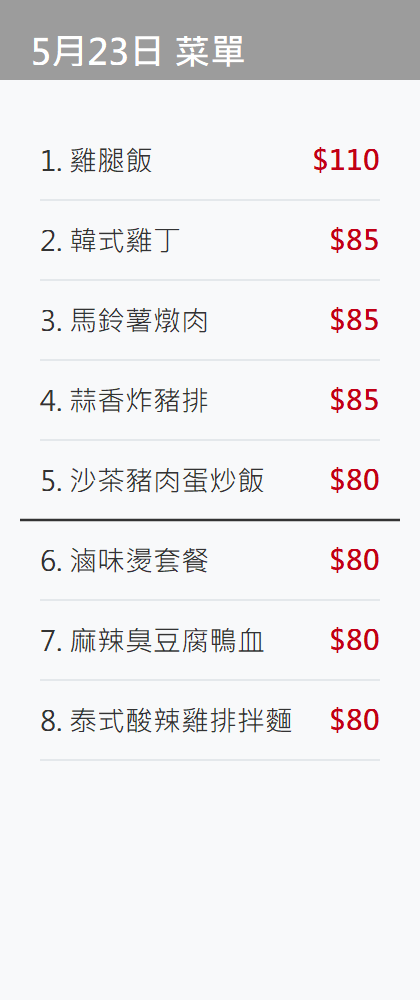 5月23日 菜單
1. 雞腿飯 $110
2. 韓式雞丁 $85
3. 馬鈴薯燉肉 $85
4. 蒜香炸豬排 $85
5. 沙茶豬肉蛋炒飯 $80
6. 滷味燙套餐 $80
7. 麻辣臭豆腐鴨血 $80
8. 泰式酸辣雞排拌麵 $80